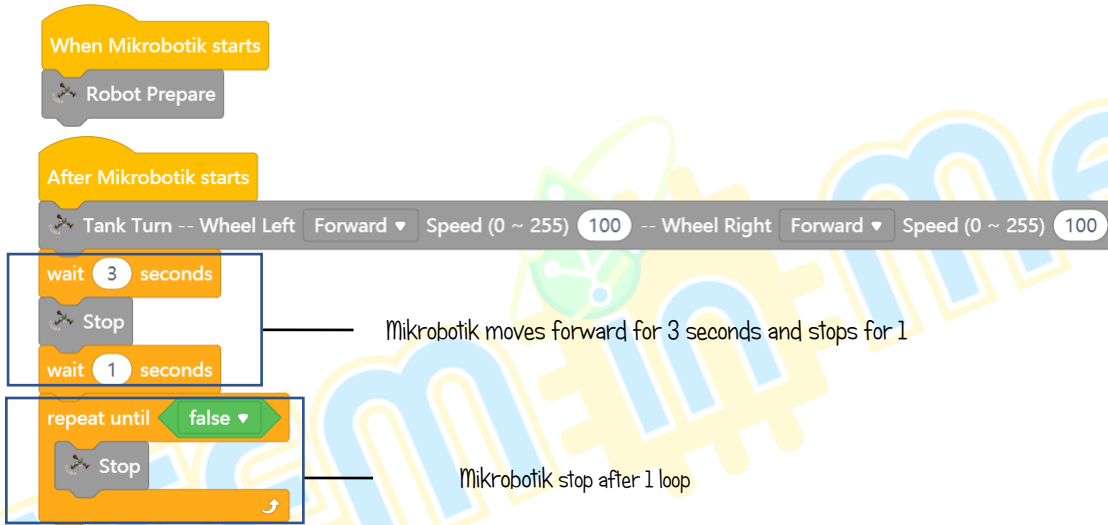 When Mikrobotik starts
Robot Prepare
After Mikrobotik starts
Tank Turn -- Wheel Left Forward ▼ Speed (0 ~ 255) 100 -- Wheel Right Forward ▼ Speed (0 ~ 255) 100
wait 3 seconds
Stop
Mikrobotik moves forward for 3 seconds and stops for 1
wait 1 seconds
repeat until false ▼
Stop
Mikrobotik stop after 1 loop